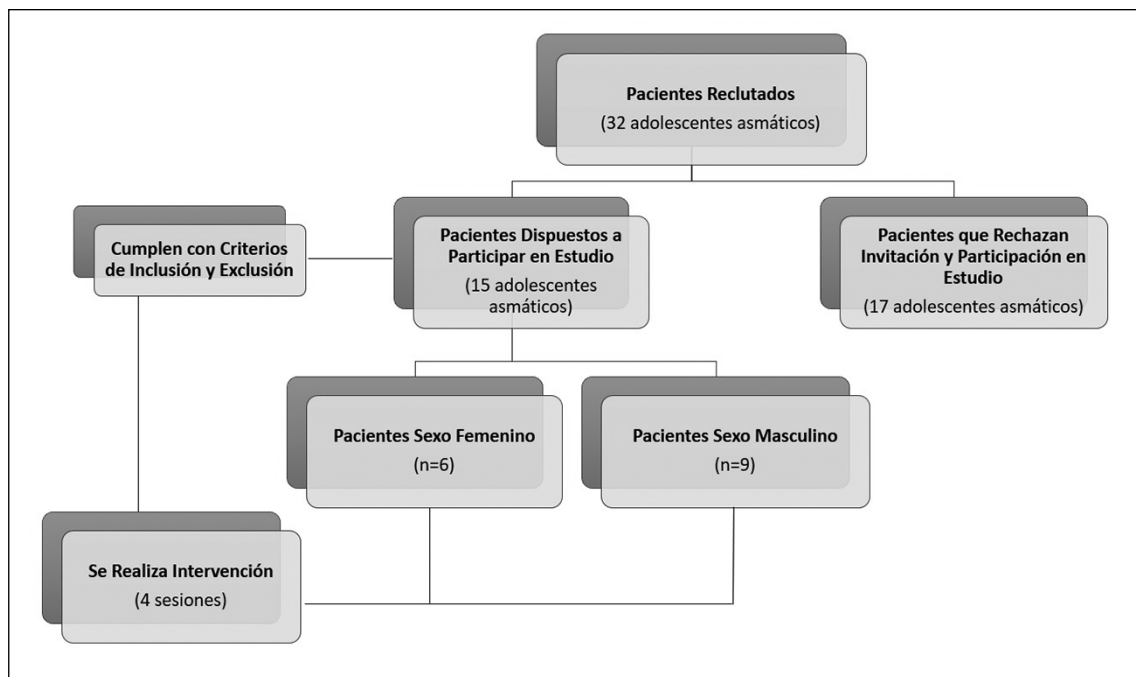 Pacientes Reclutados
(32 adolescentes asmáticos)
Cumplen con Criterios
de Inclusión y Exclusión
Pacientes Dispuestos a
Participar en Estudio
(15 adolescentes
asmáticos)
Pacientes que Rechazan
Invitación y Participación en
Estudio
(17 adolescentes asmáticos)
Pacientes Sexo Femenino
(n=6)
Pacientes Sexo Masculino
(n=9)
Se Realiza Intervención
(4 sesiones)